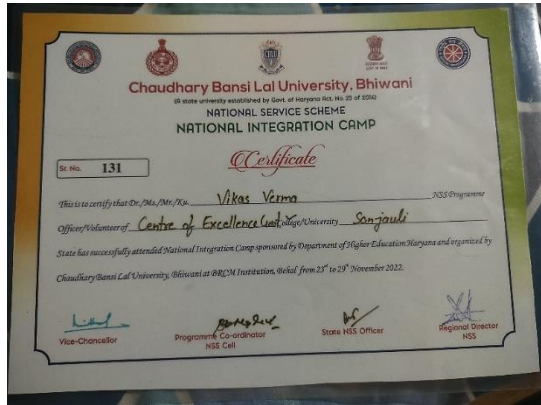 Chaudhary Bansi Lal University, Bhiwani
(A state university established by Govt. of Haryana Act, No 25 of 2014)
NATIONAL SERVICE SCHEME
NATIONAL INTEGRATION CAMP
Sr. No. 131
Certificate
This is to certify that Dr./Ms./Mr./Ku. Vikas Verma NSS Programme
Officer/Volunteer of Centre of Excellence Govt. College/University Sanjauli
State has successfully attended National Integration Camp sponsored by Department of Higher Education Haryana and organized by
Chaudhary Bansi Lal University, Bhiwani at BRCM Institution, Behal from 23rd to 29th November 2022.
Vice-Chancellor
Programme Co-ordinator
NSS Cell
State NSS Officer
Regional Director
NSS